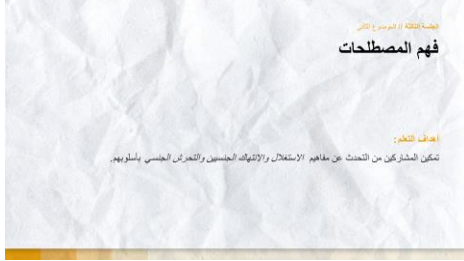 الجلسة الثالثة // الموضوع الثاني
فهم المصطلحات
أهداف التعلم:
تمكين المشاركين من التحدث عن مفاهيم الاستغلال والانتهاك الجنسيين والتحرش الجنسي بأسلوبهم.